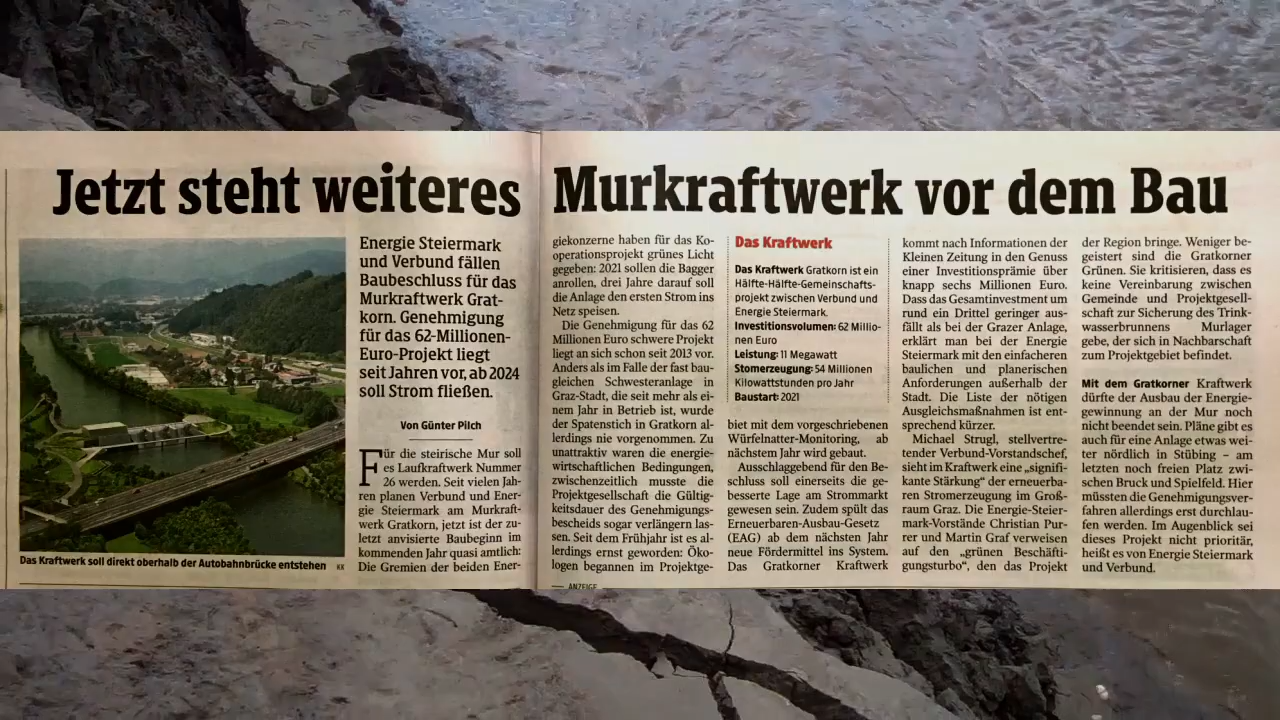 Jetzt steht weiteres Murkraftwerk vor dem Bau
Das Kraftwerk soll direkt oberhalb der Autobahnbrücke entstehen KK
Energie Steiermark
und Verbund fällen
Baubeschluss für das
Murkraftwerk Grat-
korn. Genehmigung
für das 62-Millionen-
Euro-Projekt liegt
seit Jahren vor, ab 2024
soll Strom fließen.
Von Günter Pilch
Für die steirische Mur soll
es Laufkraftwerk Nummer
26 werden. Seit vielen Jah-
ren planen Verbund und Ener-
gie Steiermark am Murkraft-
werk Gratkorn, jetzt ist der zu-
letzt anvisierte Baubeginn im
kommenden Jahr quasi amtlich:
Die Gremien der beiden Ener-
giekonzerne haben für das Ko-
operationsprojekt grünes Licht
gegeben: 2021 sollen die Bagger
anrollen, drei Jahre darauf soll
die Anlage den ersten Strom ins
Netz speisen.
Die Genehmigung für das 62
Millionen Euro schwere Projekt
liegt an sich schon seit 2013 vor.
Anders als im Falle der fast bau-
gleichen Schwesteranlage in
Graz-Stadt, die seit mehr als ei-
nem Jahr in Betrieb ist, wurde
der Spatenstich in Gratkorn al-
lerdings nie vorgenommen. Zu
unattraktiv waren die energie-
wirtschaftlichen Bedingungen,
zwischenzeitlich musste die
Projektgesellschaft die Gültig-
keitsdauer des Genehmigungs-
bescheids sogar verlängern las-
sen. Seit dem Frühjahr ist es al-
lerdings ernst geworden: Öko-
logen begannen im Projektge-
Das Kraftwerk
Das Kraftwerk Gratkorn ist ein
Hälfte-Hälfte-Gemeinschafts-
projekt zwischen Verbund und
Energie Steiermark.
Investitionsvolumen: 62 Millio-
nen Euro
Leistung: 11 Megawatt
Stomerzeugung: 54 Millionen
Kilowattstunden pro Jahr
Baustart: 2021
biet mit dem vorgeschriebenen
Würfelnatter-Monitoring, ab
nächstem Jahr wird gebaut.
Ausschlaggebend für den Be-
schluss soll einerseits die ge-
besserte Lage am Strommarkt
gewesen sein. Zudem spült das
Erneuerbaren-Ausbau-Gesetz
(EAG) ab dem nächsten Jahr
neue Fördermittel ins System.
Das Gratkorner Kraftwerk
kommt nach Informationen der
Kleinen Zeitung in den Genuss
einer Investitionsprämie über
knapp sechs Millionen Euro.
Dass das Gesamtinvestment um
rund ein Drittel geringer aus-
fällt als bei der Grazer Anlage,
erklärt man bei der Energie
Steiermark mit den einfacheren
baulichen und planerischen
Anforderungen außerhalb der
Stadt. Die Liste der nötigen
Ausgleichsmaßnahmen ist ent-
sprechend kürzer.
Michael Strugl, stellvertre-
tender Verbund-Vorstandschef,
sieht im Kraftwerk eine „signifi-
kante Stärkung“ der erneuerba-
ren Stromerzeugung im Groß-
raum Graz. Die Energie-Steier-
mark-Vorstände Christian Pur-
rer und Martin Graf verweisen
auf den „grünen Beschäfti-
gungsturbo“, den das Projekt
der Region bringe. Weniger be-
geistert sind die Gratkorner
Grünen. Sie kritisieren, dass es
keine Vereinbarung zwischen
Gemeinde und Projektgesell-
schaft zur Sicherung des Trink-
wasserbrunnens Murlager
gebe, der sich in Nachbarschaft
zum Projektgebiet befindet.
Mit dem Gratkorner Kraftwerk
dürfte der Ausbau der Energie-
gewinnung an der Mur noch
nicht beendet sein. Pläne gibt es
auch für eine Anlage etwas wei-
ter nördlich in Stübing – am
letzten noch freien Platz zwi-
schen Bruck und Spielfeld. Hier
müssten die Genehmigungsver-
fahren allerdings erst durchlau-
fen werden. Im Augenblick sei
dieses Projekt nicht prioritär,
heißt es von Energie Steiermark
und Verbund.
ANZEIGE